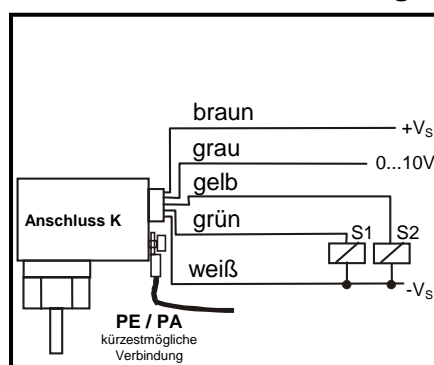 braun
+VS
grau
0...10V
gelb
Anschluss K
grün
S1
S2
weiß
-VS
PE / PA
kürzestmögliche
Verbindung